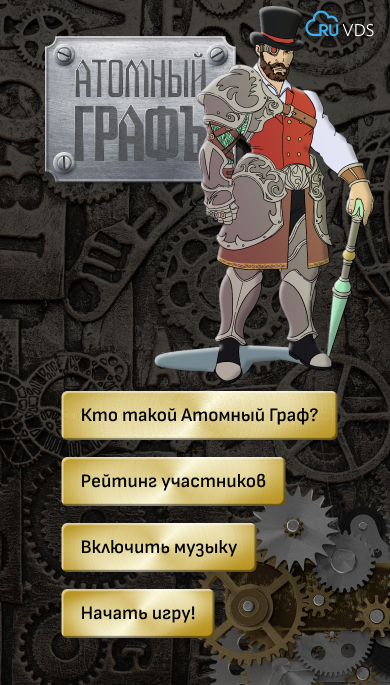 RU VDS
АТОМНЫЙ
ГРАФЪ
Кто такой Атомный Граф?
Рейтинг участников
Включить музыку
Начать игру!